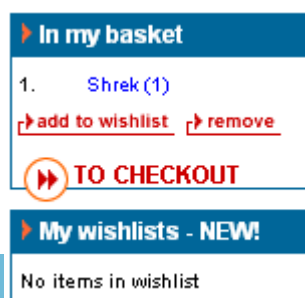 In my basket
1. Shrek (1)
add to wishlist remove
TO CHECKOUT
My wishlists - NEW!
No items in wishlist